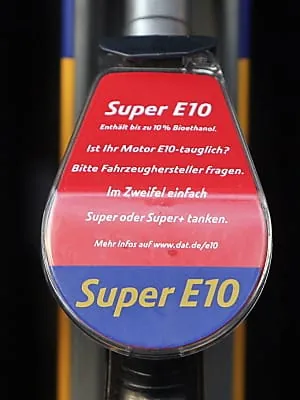 Super E10
Enthält bis zu 10 % Bioethanol.
Ist Ihr Motor E10-tauglich?
Bitte Fahrzeughersteller fragen.
Im Zweifel einfach
Super oder Super+ tanken.
Mehr Infos auf www.dat.de/e10
Super E10